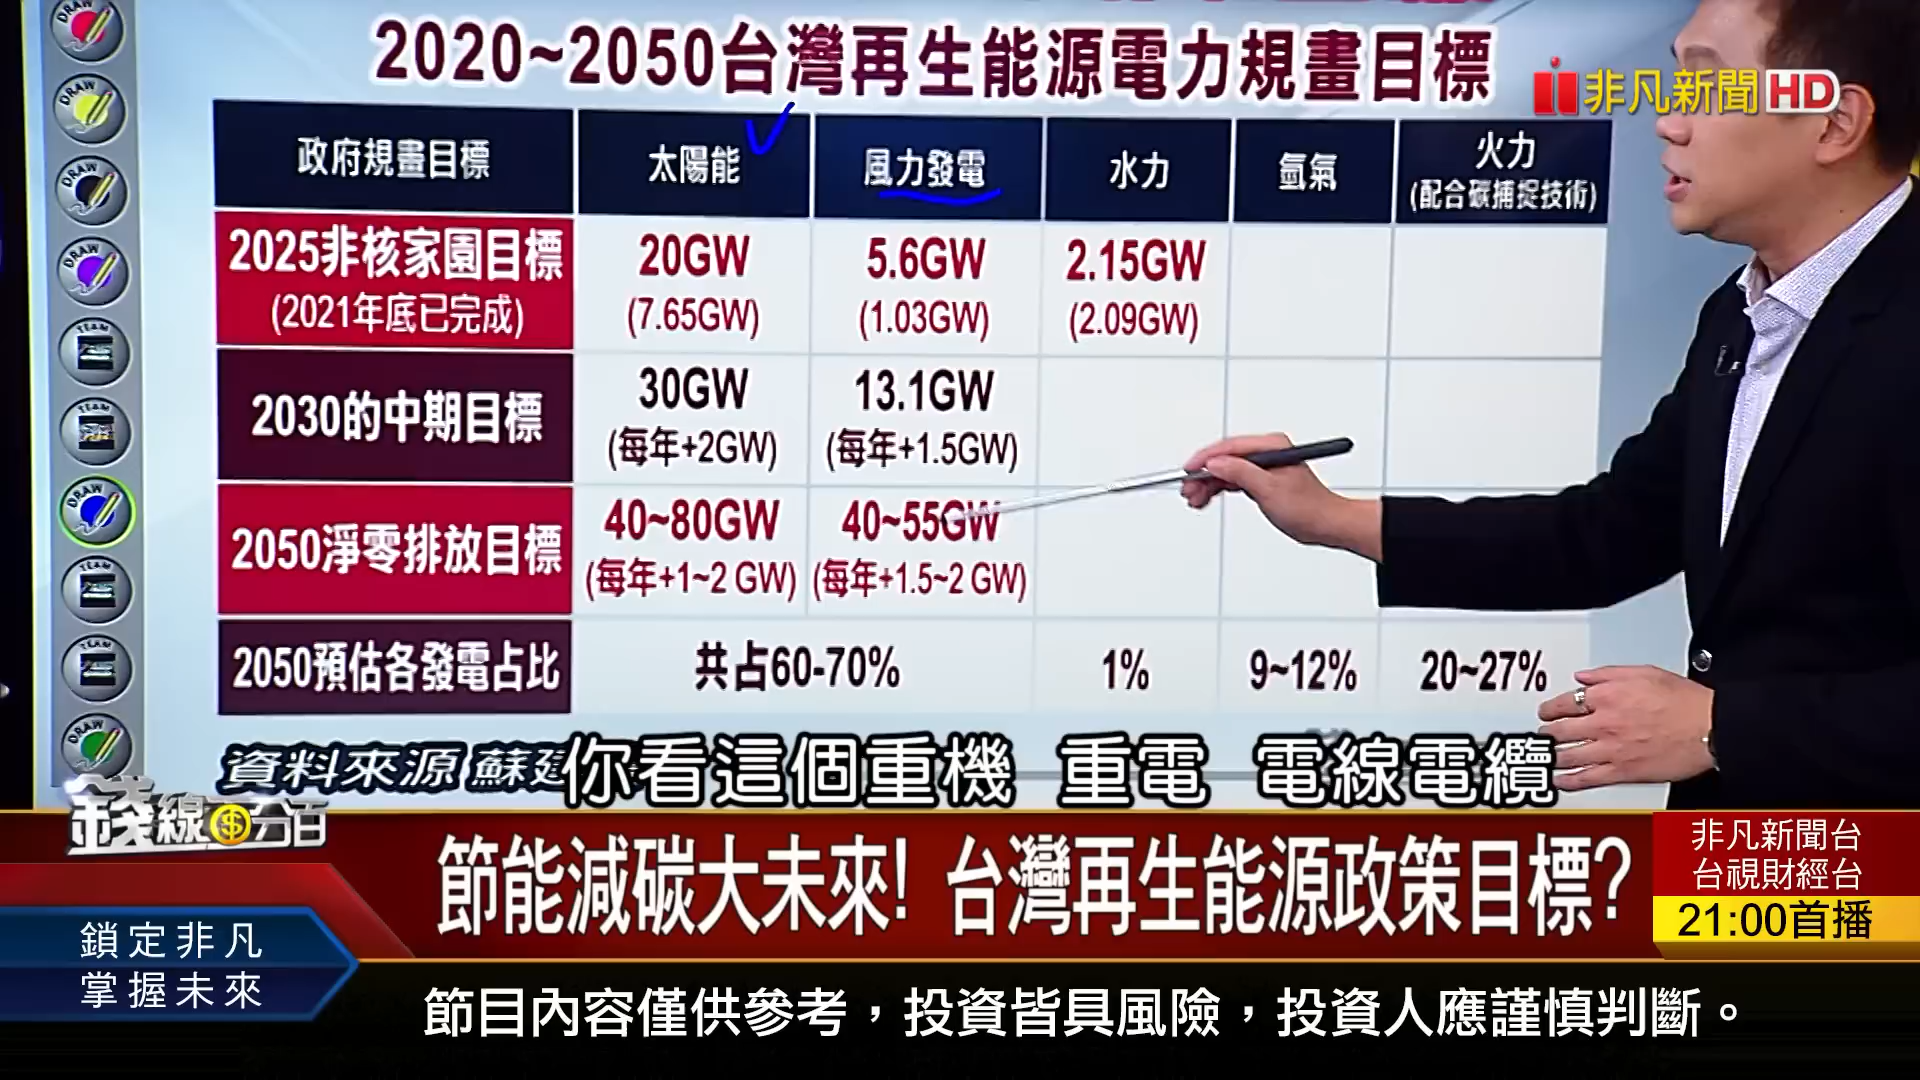 2020~2050台灣再生能源電力規畫目標
非凡新聞HD
政府規畫目標 太陽能 風力發電 水力 氫氣 火力
(配合碳捕捉技術)
2025非核家園目標 20GW 5.6GW 2.15GW
(2021年底已完成) (7.65GW) (1.03GW) (2.09GW)
2030的中期目標 30GW 13.1GW
(每年+2GW) (每年+1.5GW)
2050淨零排放目標 40~80GW 40~55GW
(每年+1~2 GW) (每年+1.5~2 GW)
2050預估各發電占比 共占60-70% 1% 9~12% 20~27%
DRAW
DRAW
DRAW
DRAW
TEAM
TEAM
DRAW
TEAM
TEAM
DRAW
資料來源 蘇
你看這個重機 重電 電線電纜
錢線百分百
節能減碳大未來! 台灣再生能源政策目標?
非凡新聞台
台視財經台
21:00首播
鎖定非凡
掌握未來
節目內容僅供參考，投資皆具風險，投資人應謹慎判斷。